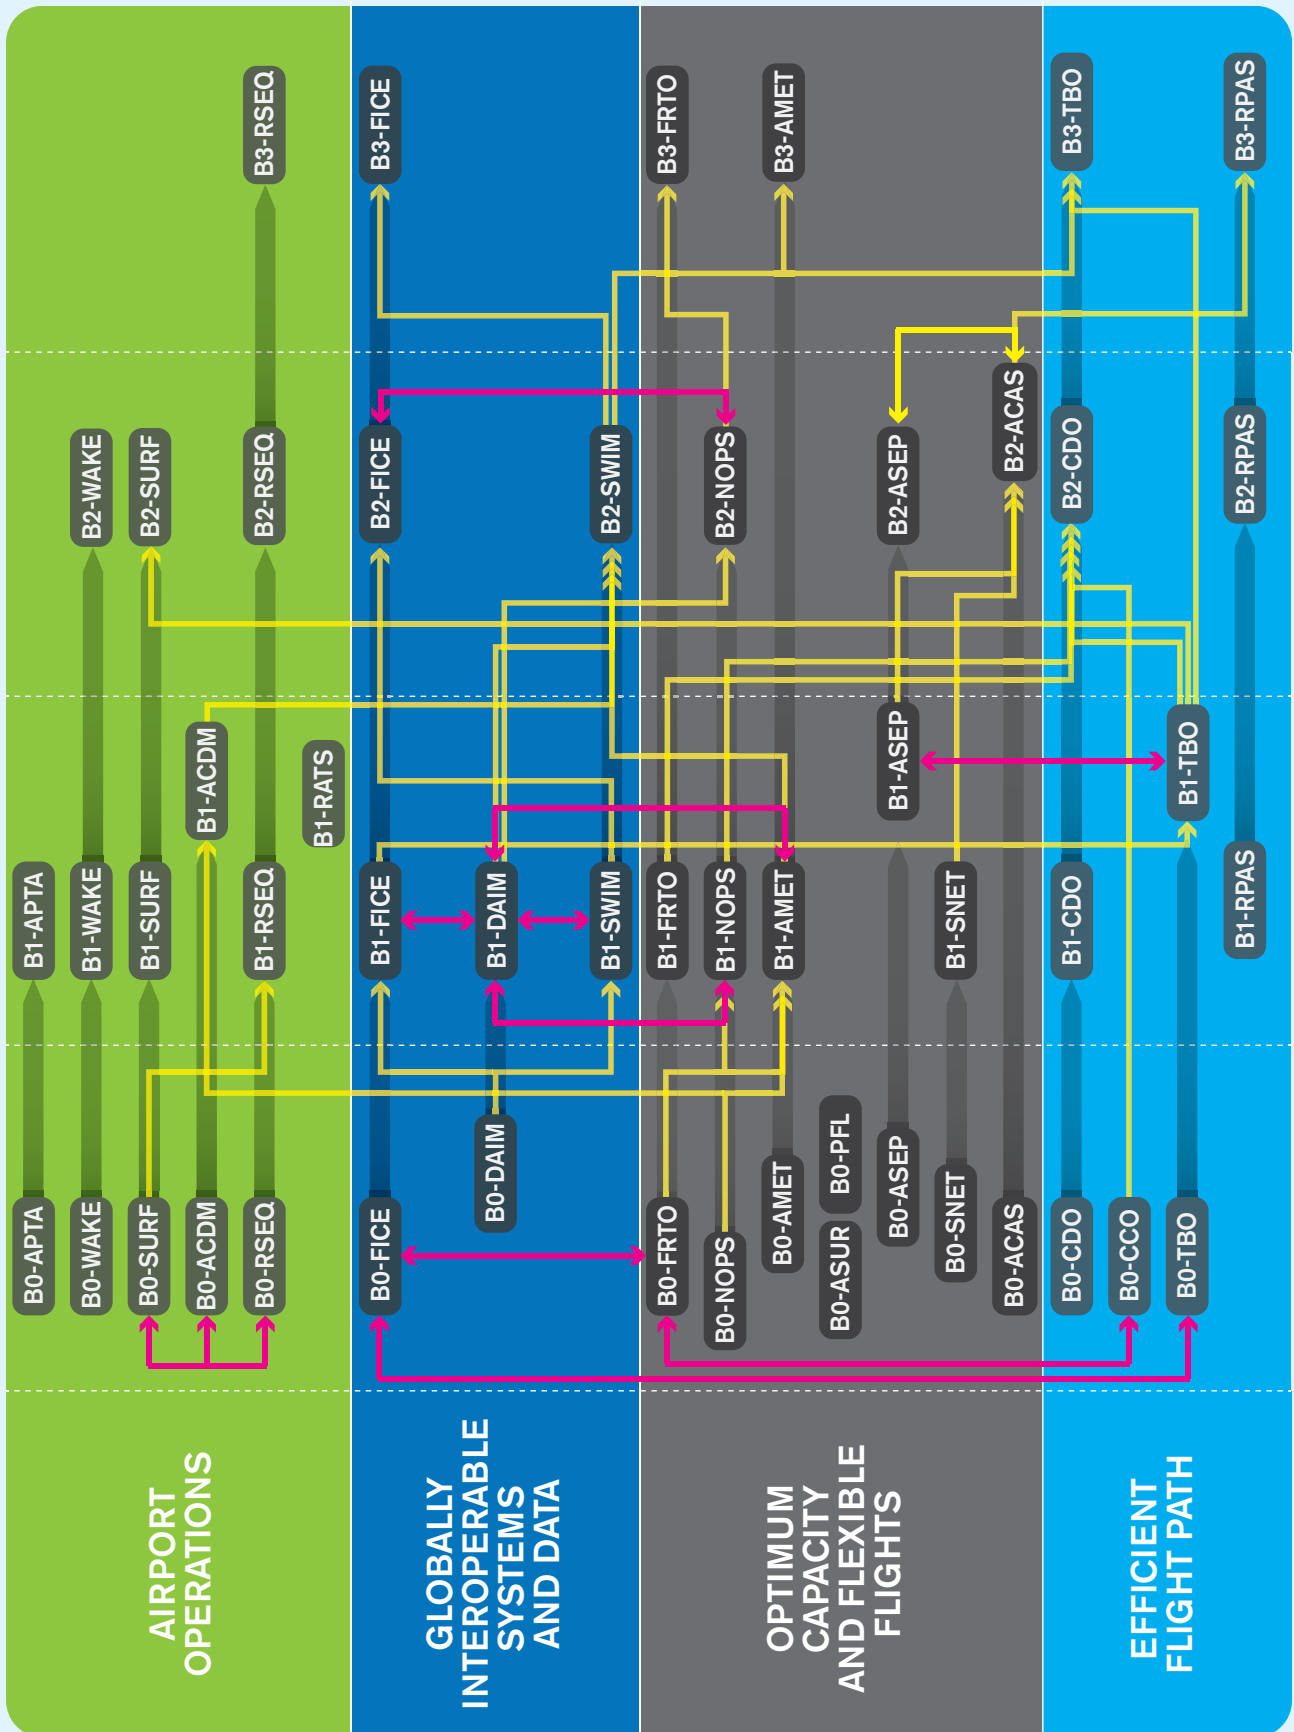 AIRPORT
OPERATIONS
B0-APTA
B1-APTA
B0-WAKE
B1-WAKE
B2-WAKE
B0-SURF
B1-SURF
B2-SURF
B0-ACDM
B1-ACDM
B0-RSEQ
B1-RSEQ
B2-RSEQ
B3-RSEQ
B1-RATS
GLOBALLY
INTEROPERABLE
SYSTEMS
AND DATA
B0-FICE
B1-FICE
B2-FICE
B3-FICE
B0-DAIM
B1-DAIM
B1-SWIM
B2-SWIM
OPTIMUM
CAPACITY
AND FLEXIBLE
FLIGHTS
B0-FRTO
B1-FRTO
B3-FRTO
B0-NOPS
B1-NOPS
B2-NOPS
B0-AMET
B1-AMET
B3-AMET
B0-ASUR
B0-PFL
B0-ASEP
B1-ASEP
B2-ASEP
B0-SNET
B1-SNET
B0-ACAS
B2-ACAS
EFFICIENT
FLIGHT PATH
B0-CDO
B1-CDO
B2-CDO
B3-TBO
B0-CCO
B0-TBO
B1-TBO
B1-RPAS
B2-RPAS
B3-RPAS